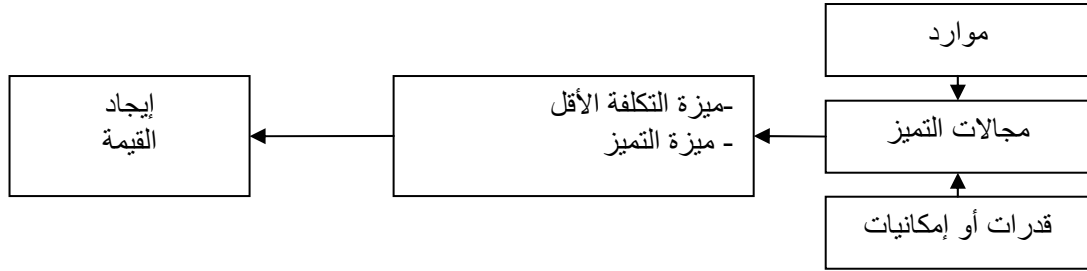 موارد
مجالات التميز
قدرات أو إمكانيات
-ميزة التكلفة الأقل
- ميزة التميز
إيجاد
القيمة